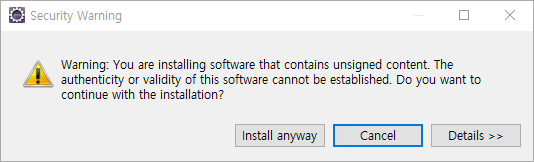 Security Warning
Warning: You are installing software that contains unsigned content. The
authenticity or validity of this software cannot be established. Do you want to
continue with the installation?
Install anyway Cancel Details >>